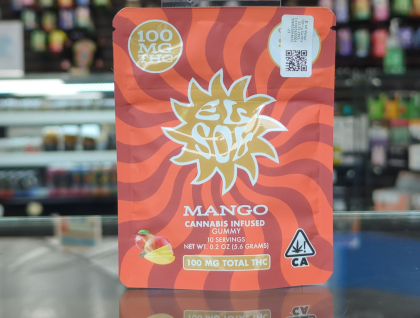 100
MG
THC
EL
SOL
MANGO
CANNABIS INFUSED
GUMMY
10 SERVINGS
NET WT. 0.2 OZ (5.6 GRAMS)
100 MG TOTAL THC
CA